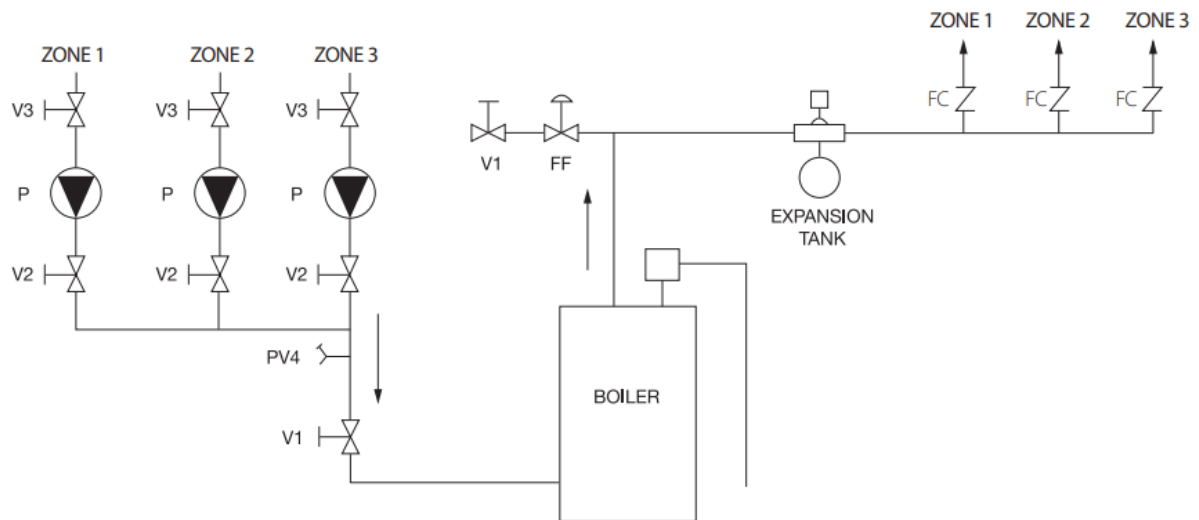 ZONE 1 ZONE 2 ZONE 3
ZONE 1 ZONE 2 ZONE 3
V3 V3 V3
FC FC FC
V1 FF
P P P
EXPANSION
TANK
V2 V2 V2
PV4
BOILER
V1